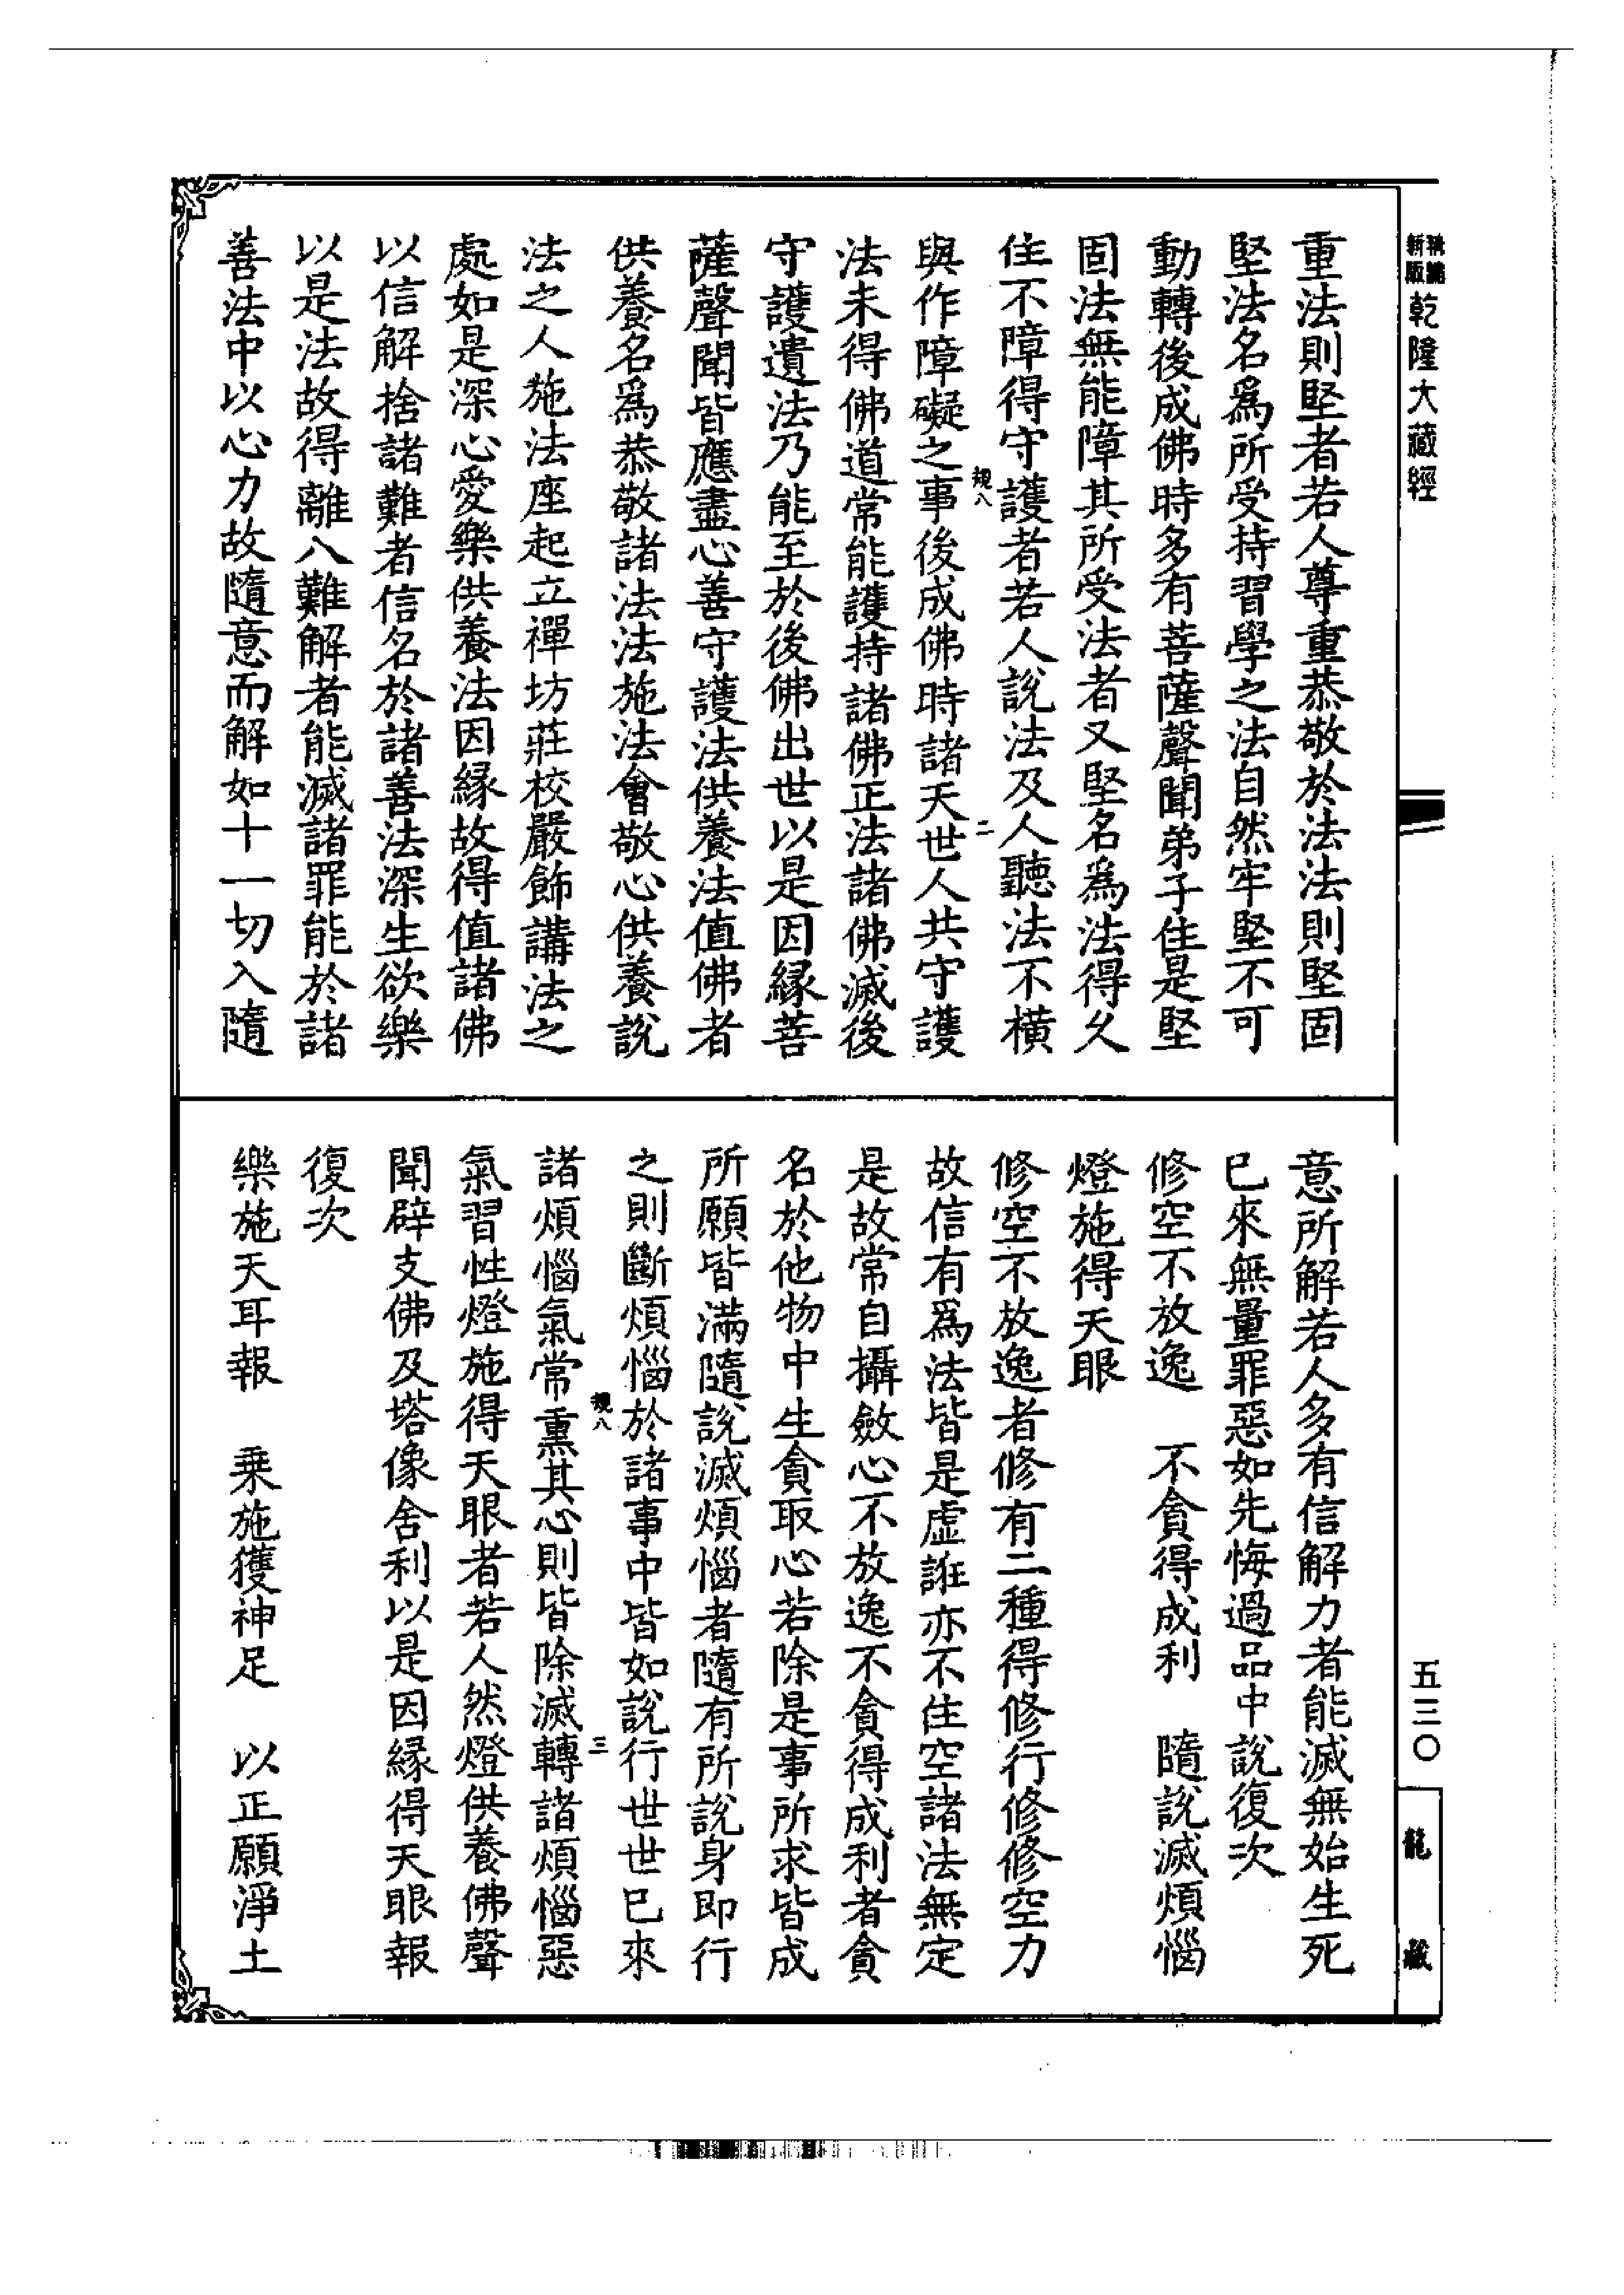 新版 乾隆大藏經
重法則堅者若人尊重恭敬於法法則堅固
堅法名爲所受持習學之法自然牢堅不可
動轉後成佛時多有菩薩聲聞弟子住是堅
固法無能障其所受法者又堅名爲法得久
住不障得守護者若人說法及人聽法不橫
與作障礙之事後成佛時諸天世人共守護
法未得佛道常能護持諸佛正法諸佛滅後
守護遺法乃能至於後佛出世以是因緣菩
薩聲聞皆應盡心善守護法供養法值佛者
供養名爲恭敬諸法法施法會敬心供養說
法之人施法座起立禪坊莊校嚴飾講法之
處如是深心愛樂供養法因緣故得值諸佛
以信解捨諸難者信名於諸善法深生欲樂
以是法故得離八難解者能滅諸罪能於諸
善法中以心力故隨意而解如十一切入隨
意所解若人多有信解力者能滅無始生死
已來無量罪惡如先悔過品中說復次
修空不放逸　不貪得成利　隨說滅煩惱
燈施得天眼
修空不放逸者修有二種得修行修修空力
故信有爲法皆是虛誑亦不住空諸法無定
是故常自攝斂心不放逸不貪得成利者貪
名於他物中生貪取心若除是事所求皆成
所願皆滿隨說滅煩惱者隨有所說身即行
之則斷煩惱於諸事中皆如說行世世已來
諸煩惱氣常熏其心則皆除滅轉諸煩惱惡
氣習性燈施得天眼者若人然燈供養佛聲
聞辟支佛及塔像舍利以是因緣得天眼報
復次
樂施天耳報　乘施獲神足　以正願淨土
五三〇
龍藏